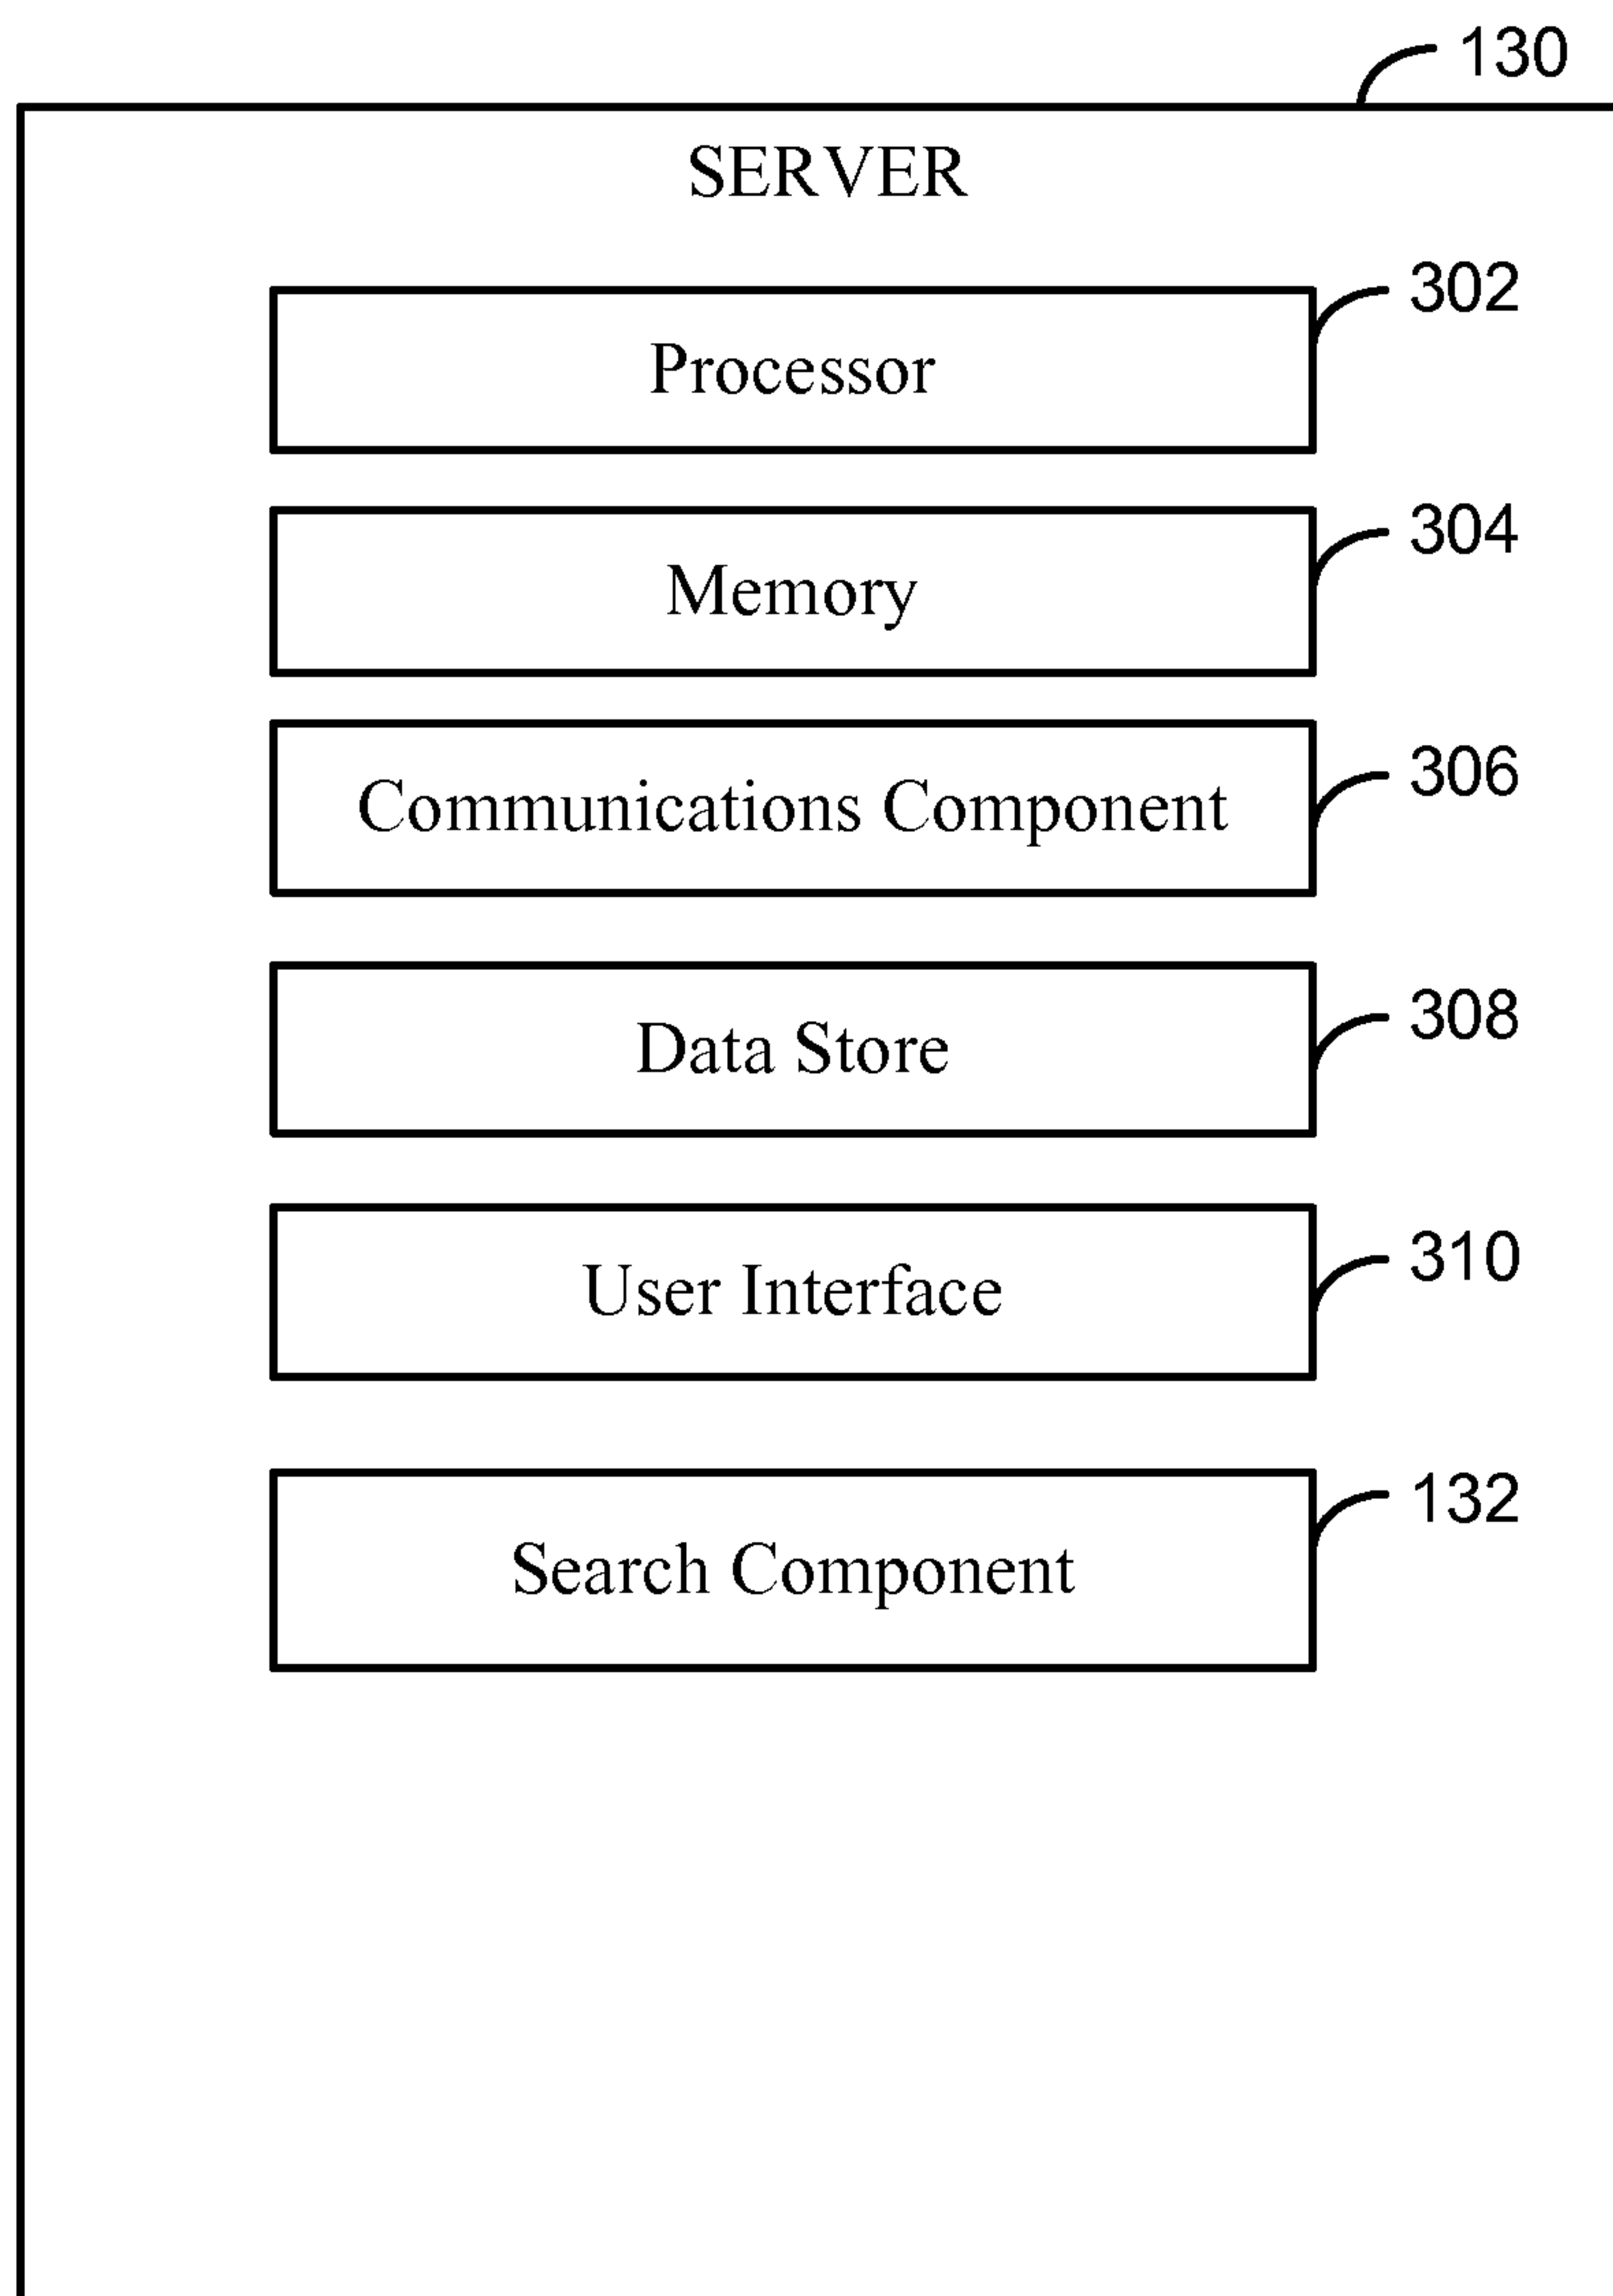 130
SERVER
302
Processor
304
Memory
306
Communications Component
308
Data Store
310
User Interface
132
Search Component